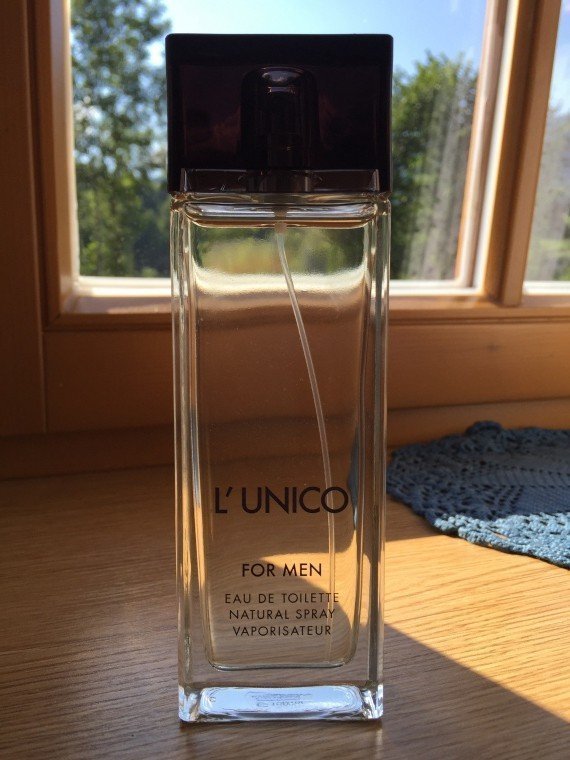 L' UNICO
FOR MEN
EAU DE TOILETTE
NATURAL SPRAY
VAPORISATEUR